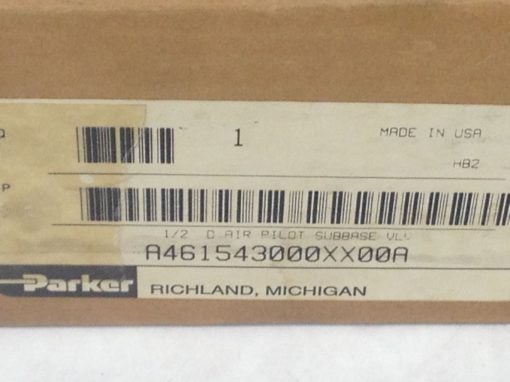 Q
1
MADE IN USA
HB2
P
1/2 D AIR PILOT SUBBASE VLV
A461543000XX00A
Parker
RICHLAND, MICHIGAN